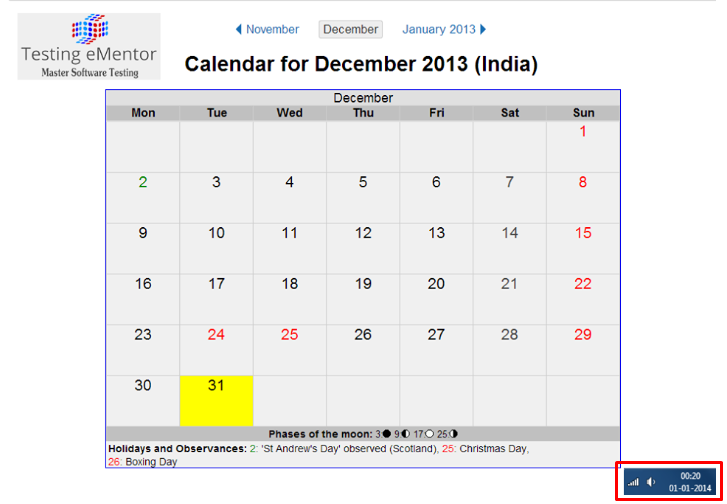 November December January 2013
Testing eMentor
Master Software Testing
Calendar for December 2013 (India)
December
Mon Tue Wed Thu Fri Sat Sun
1
2 3 4 5 6 7 8
9 10 11 12 13 14 15
16 17 18 19 20 21 22
23 24 25 26 27 28 29
30 31
Phases of the moon: 3 9 17 25
Holidays and Observances: 2: 'St Andrew's Day' observed (Scotland), 25: Christmas Day,
26: Boxing Day
00:20
01-01-2014